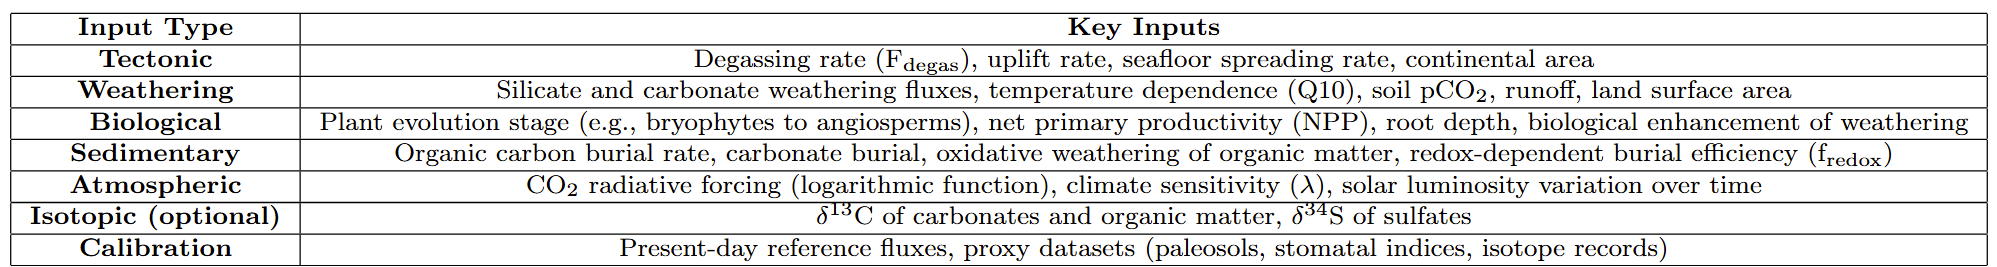 Input Type Key Inputs
Tectonic Degassing rate (F_degas), uplift rate, seafloor spreading rate, continental area
Weathering Silicate and carbonate weathering fluxes, temperature dependence (Q10), soil pCO₂, runoff, land surface area
Biological Plant evolution stage (e.g., bryophytes to angiosperms), net primary productivity (NPP), root depth, biological enhancement of weathering
Sedimentary Organic carbon burial rate, carbonate burial, oxidative weathering of organic matter, redox-dependent burial efficiency (f_redox)
Atmospheric CO₂ radiative forcing (logarithmic function), climate sensitivity (λ), solar luminosity variation over time
Isotopic (optional) δ¹³C of carbonates and organic matter, δ³⁴S of sulfates
Calibration Present-day reference fluxes, proxy datasets (paleosols, stomatal indices, isotope records)